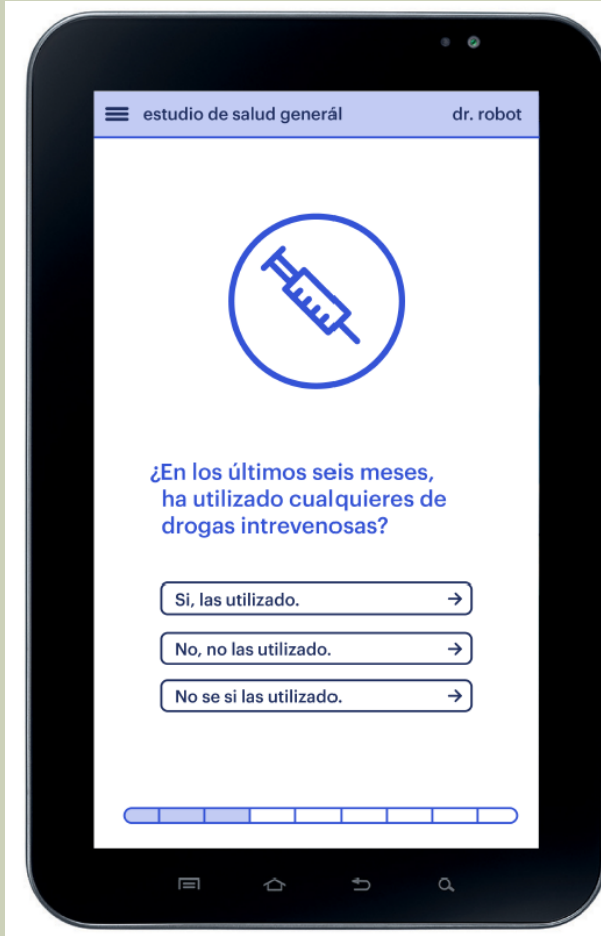 estudio de salud generál
dr. robot
¿En los últimos seis meses,
ha utilizado cualquieres de
drogas intrevenosas?
Si, las utilizado.
No, no las utilizado.
No se si las utilizado.